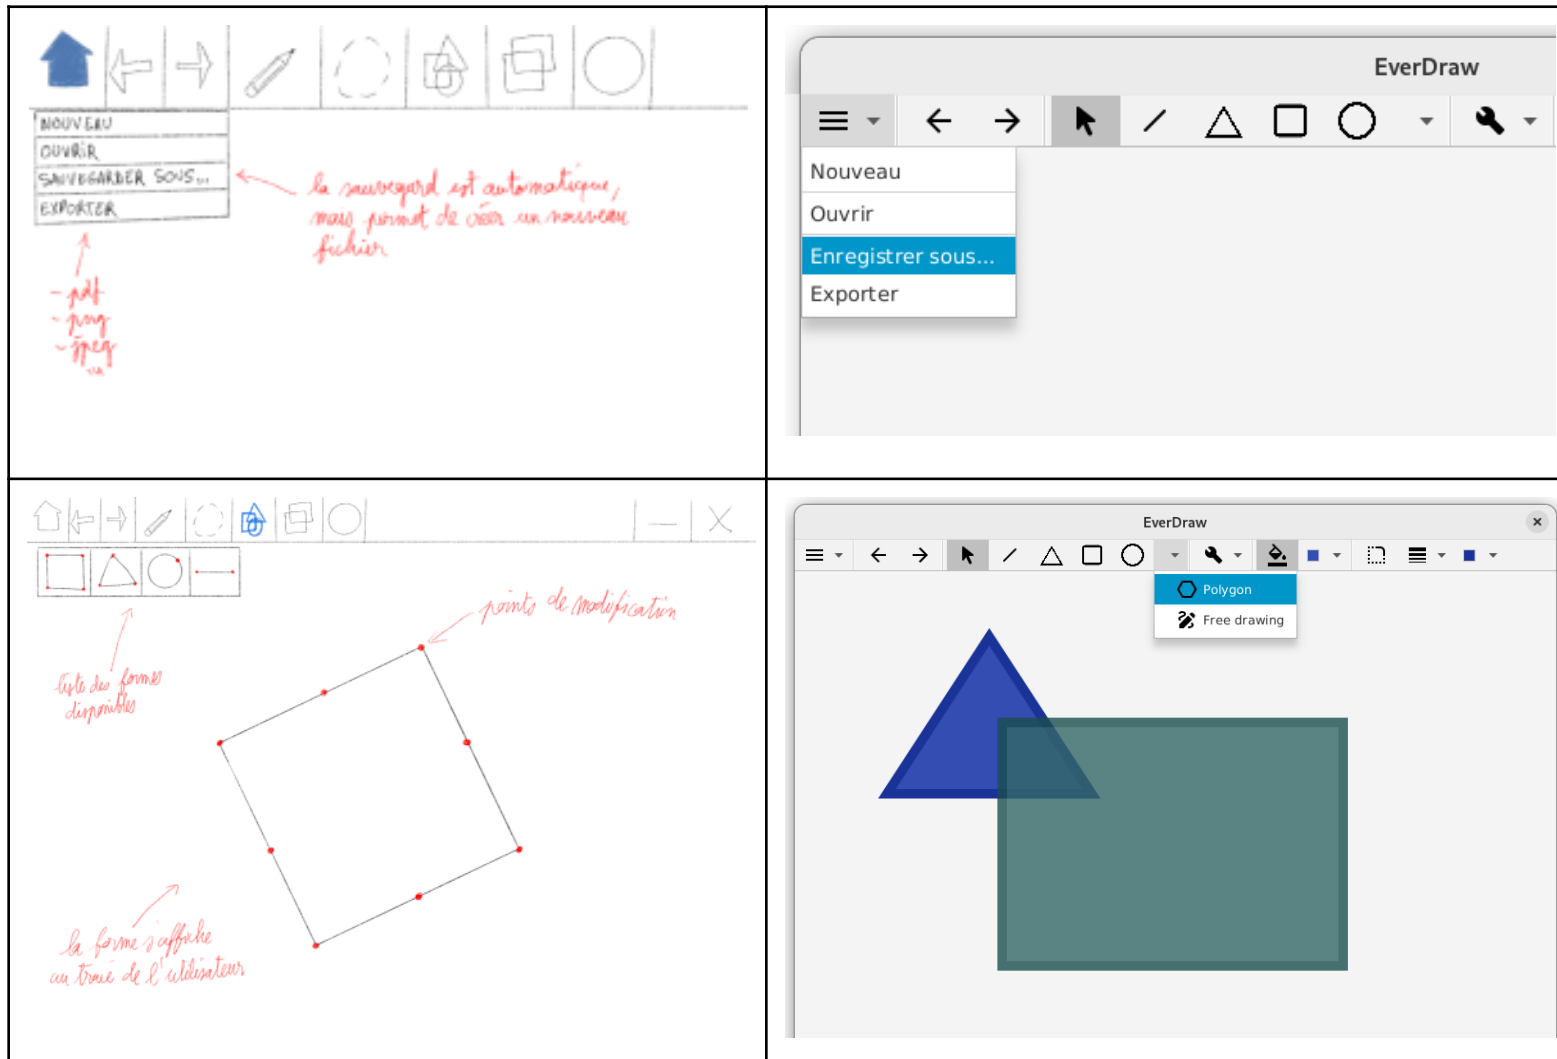 NOUVEAU
OUVRIR
SAUVEGARDER SOUS...
EXPORTER
la sauvegard est automatique,
mais permet de créer un nouveau
fichier
- pdf
- png
- jpeg
...
EverDraw
Nouveau
Ouvrir
Enregistrer sous...
Exporter
points de modification
liste des formes
disponibles
la forme s'affiche
au tracé de l'utilisateur
EverDraw
Polygon
Free drawing